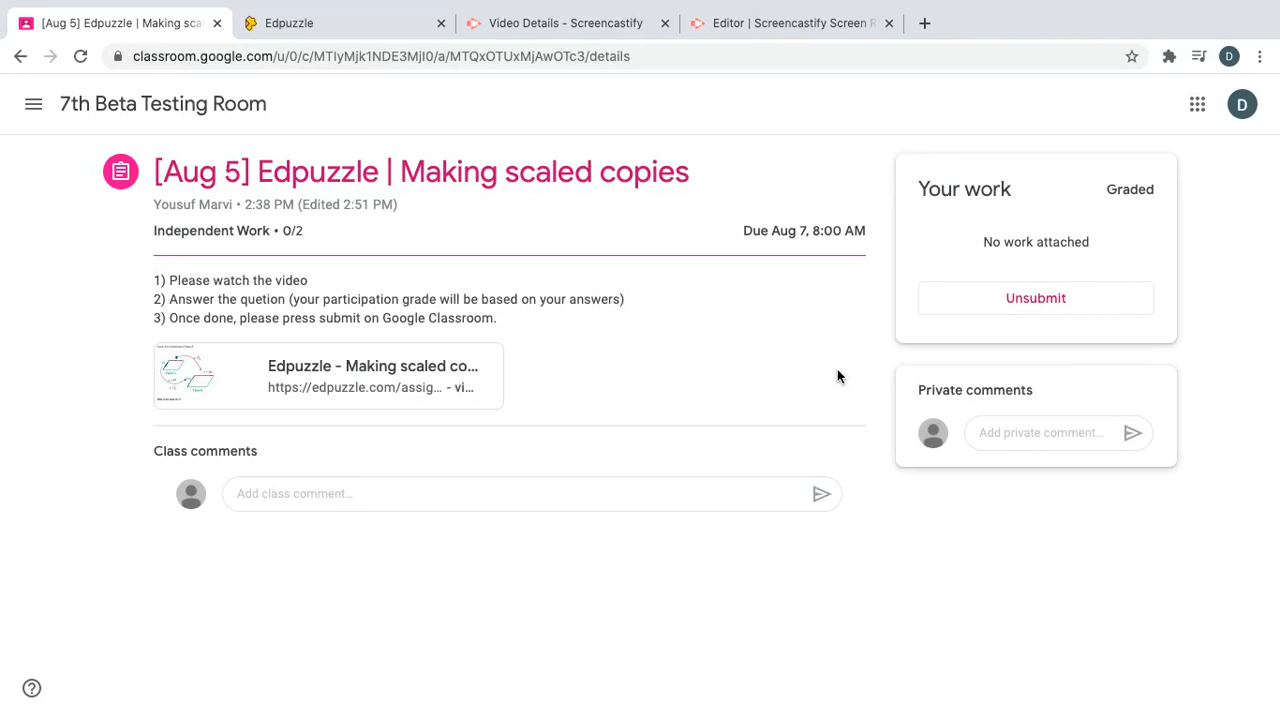 [Aug 5] Edpuzzle | Making sca
Edpuzzle
Video Details - Screencastify
Editor | Screencastify Screen R
classroom.google.com/u/0/c/MTIyMjk1NDE3MjI0/a/MTQxOTUxMjAwOTc3/details
D
7th Beta Testing Room
D
[Aug 5] Edpuzzle | Making scaled copies
Yousuf Marvi • 2:38 PM (Edited 2:51 PM)
Independent Work • 0/2
Due Aug 7, 8:00 AM
1) Please watch the video
2) Answer the quetion (your participation grade will be based on your answers)
3) Once done, please press submit on Google Classroom.
Edpuzzle - Making scaled co...
https://edpuzzle.com/assig... - vi...
Class comments
Add class comment...
Your work
Graded
No work attached
Unsubmit
Private comments
Add private comment...